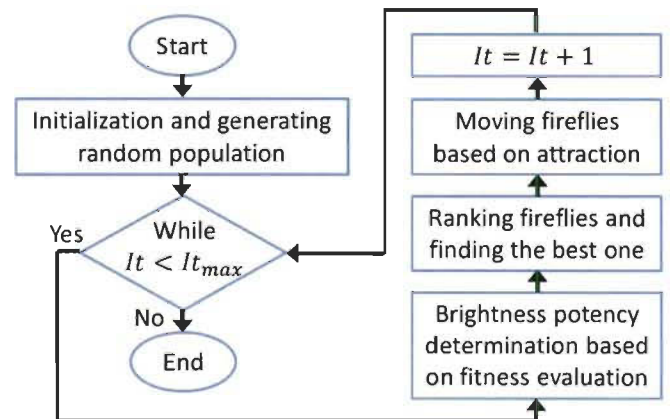 Start
Initialization and generating
random population
While
It < It_max
Yes
No
End
It = It + 1
Moving fireflies
based on attraction
Ranking fireflies and
finding the best one
Brightness potency
determination based
on fitness evaluation